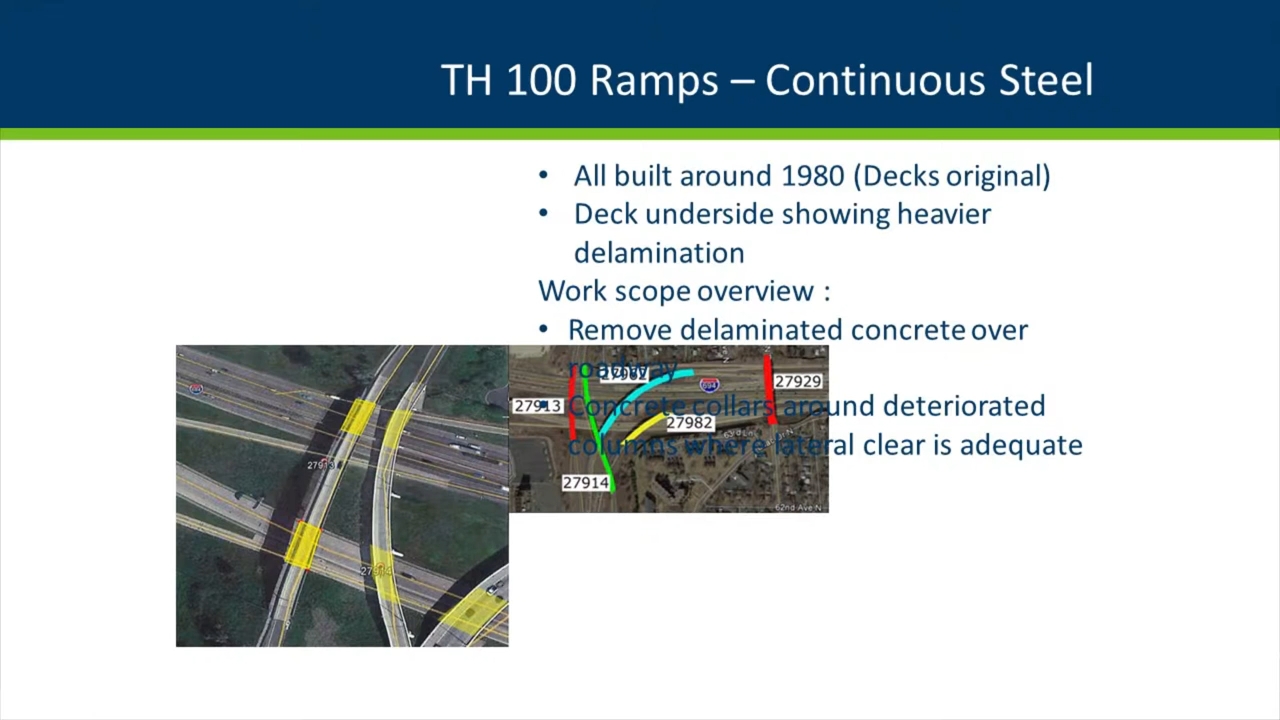 TH 100 Ramps – Continuous Steel
• All built around 1980 (Decks original)
• Deck underside showing heavier
delamination
Work scope overview :
• Remove delaminated concrete over
roadway
• Concrete collars around deteriorated
columns where lateral clear is adequate
27913
27929
27982
27914
62nd Ave N
27913